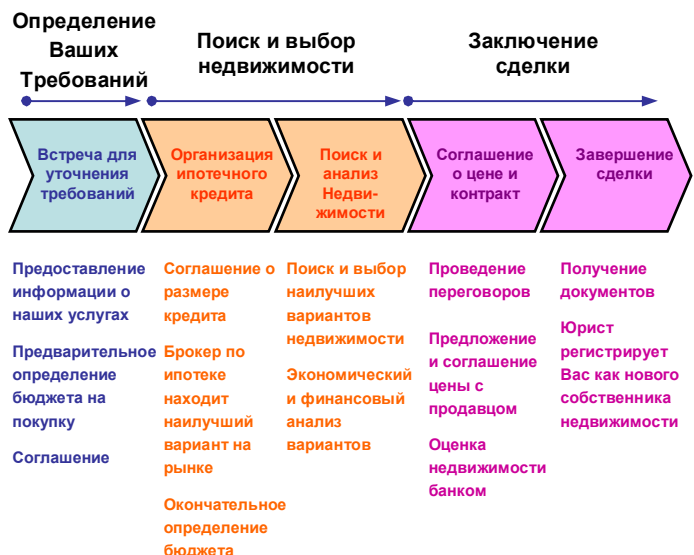 Определение
Ваших
Требований
Поиск и выбор
недвижимости
Заключение
сделки
Встреча для
уточнения
требований
Организация
ипотечного
кредита
Поиск и
анализ
Недви-
жимости
Соглашение
о цене и
контракт
Завершение
сделки
Предоставление
информации о
наших услугах
Предварительное
определение
бюджета на
покупку
Соглашение
Соглашение о
размере
кредита
Брокер по
ипотеке
находит
наилучший
вариант на
рынке
Окончательное
определение
бюджета
Поиск и выбор
наилучших
вариантов
недвижимости
Экономический
и финансовый
анализ
вариантов
Проведение
переговоров
Предложение
и соглашение
цены с
продавцом
Оценка
недвижимости
банком
Получение
документов
Юрист
регистрирует
Вас как нового
собственника
недвижимости